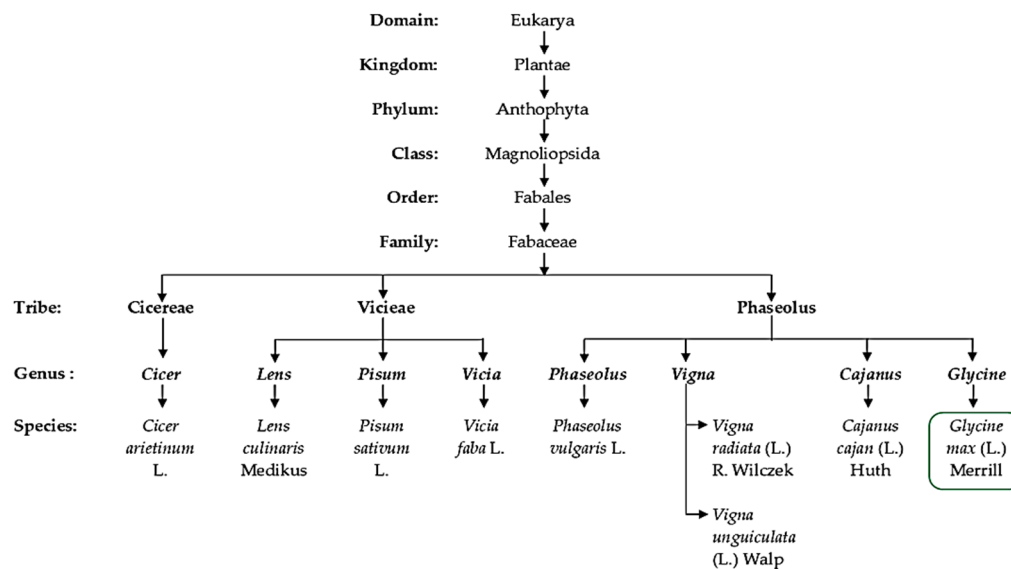 Domain: Eukarya
Kingdom: Plantae
Phylum: Anthophyta
Class: Magnoliopsida
Order: Fabales
Family: Fabaceae
Tribe: Cicereae Vicieae Phaseolus
Genus : Cicer Lens Pisum Vicia Phaseolus Vigna Cajanus Glycine
Species: Cicer arietinum L.
Lens culinaris Medikus
Pisum sativum L.
Vicia faba L.
Phaseolus vulgaris L.
Vigna radiata (L.) R. Wilczek
Vigna unguiculata (L.) Walp
Cajanus cajan (L.) Huth
Glycine max (L.) Merrill